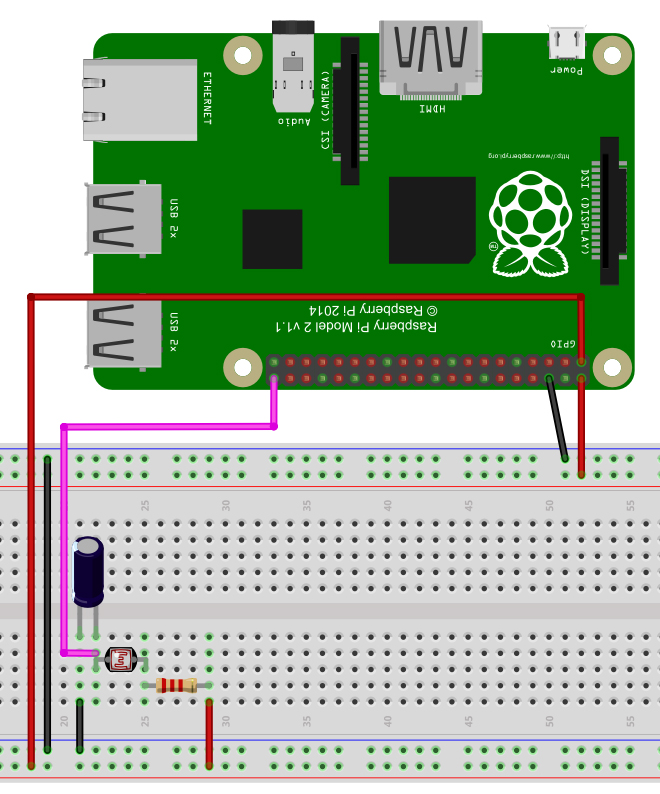 ETHERNET
Audio
CSI (CAMERA)
HDMI
Power
http://www.raspberrypi.org
DSI (DISPLAY)
USB 2x
USB 2x
© Raspberry Pi 2014
Raspberry Pi Model 2 v1.1
GPIO
25 30 35 40 45 50 55
20 25 30 35 40 45 50 55